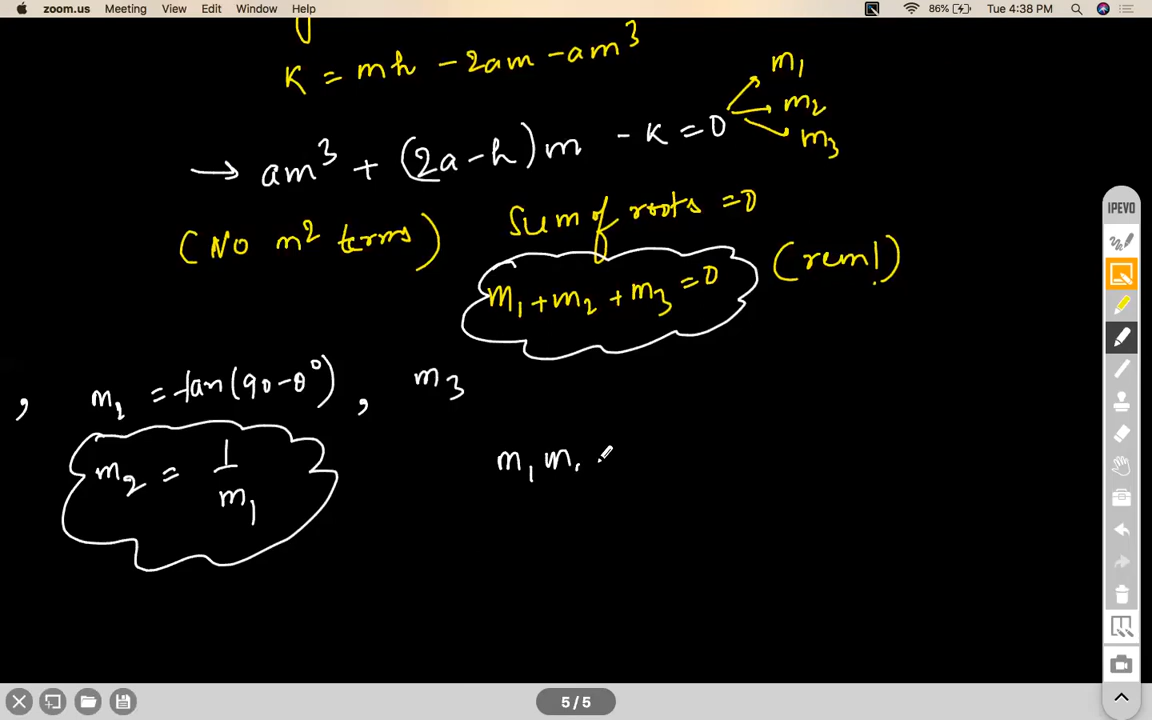 zoom.us Meeting View Edit Window Help 86% Tue 4:38 PM
K = mh - 2am - am³
m₁
m₂
m₃
→ am³ + (2a - h)m - K = 0
Sum of roots = 0
(No m² terms)
m₁ + m₂ + m₃ = 0 (rem!)
, m₂ = tan(90 - θ°) , m₃
m₂ = 1/m₁
m₁ m
IPEVO
5/5